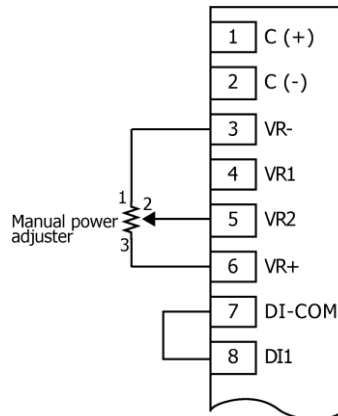 1 C (+)
2 C (-)
3 VR-
4 VR1
1 2
Manual power
adjuster
3
5 VR2
6 VR+
7 DI-COM
8 DI1